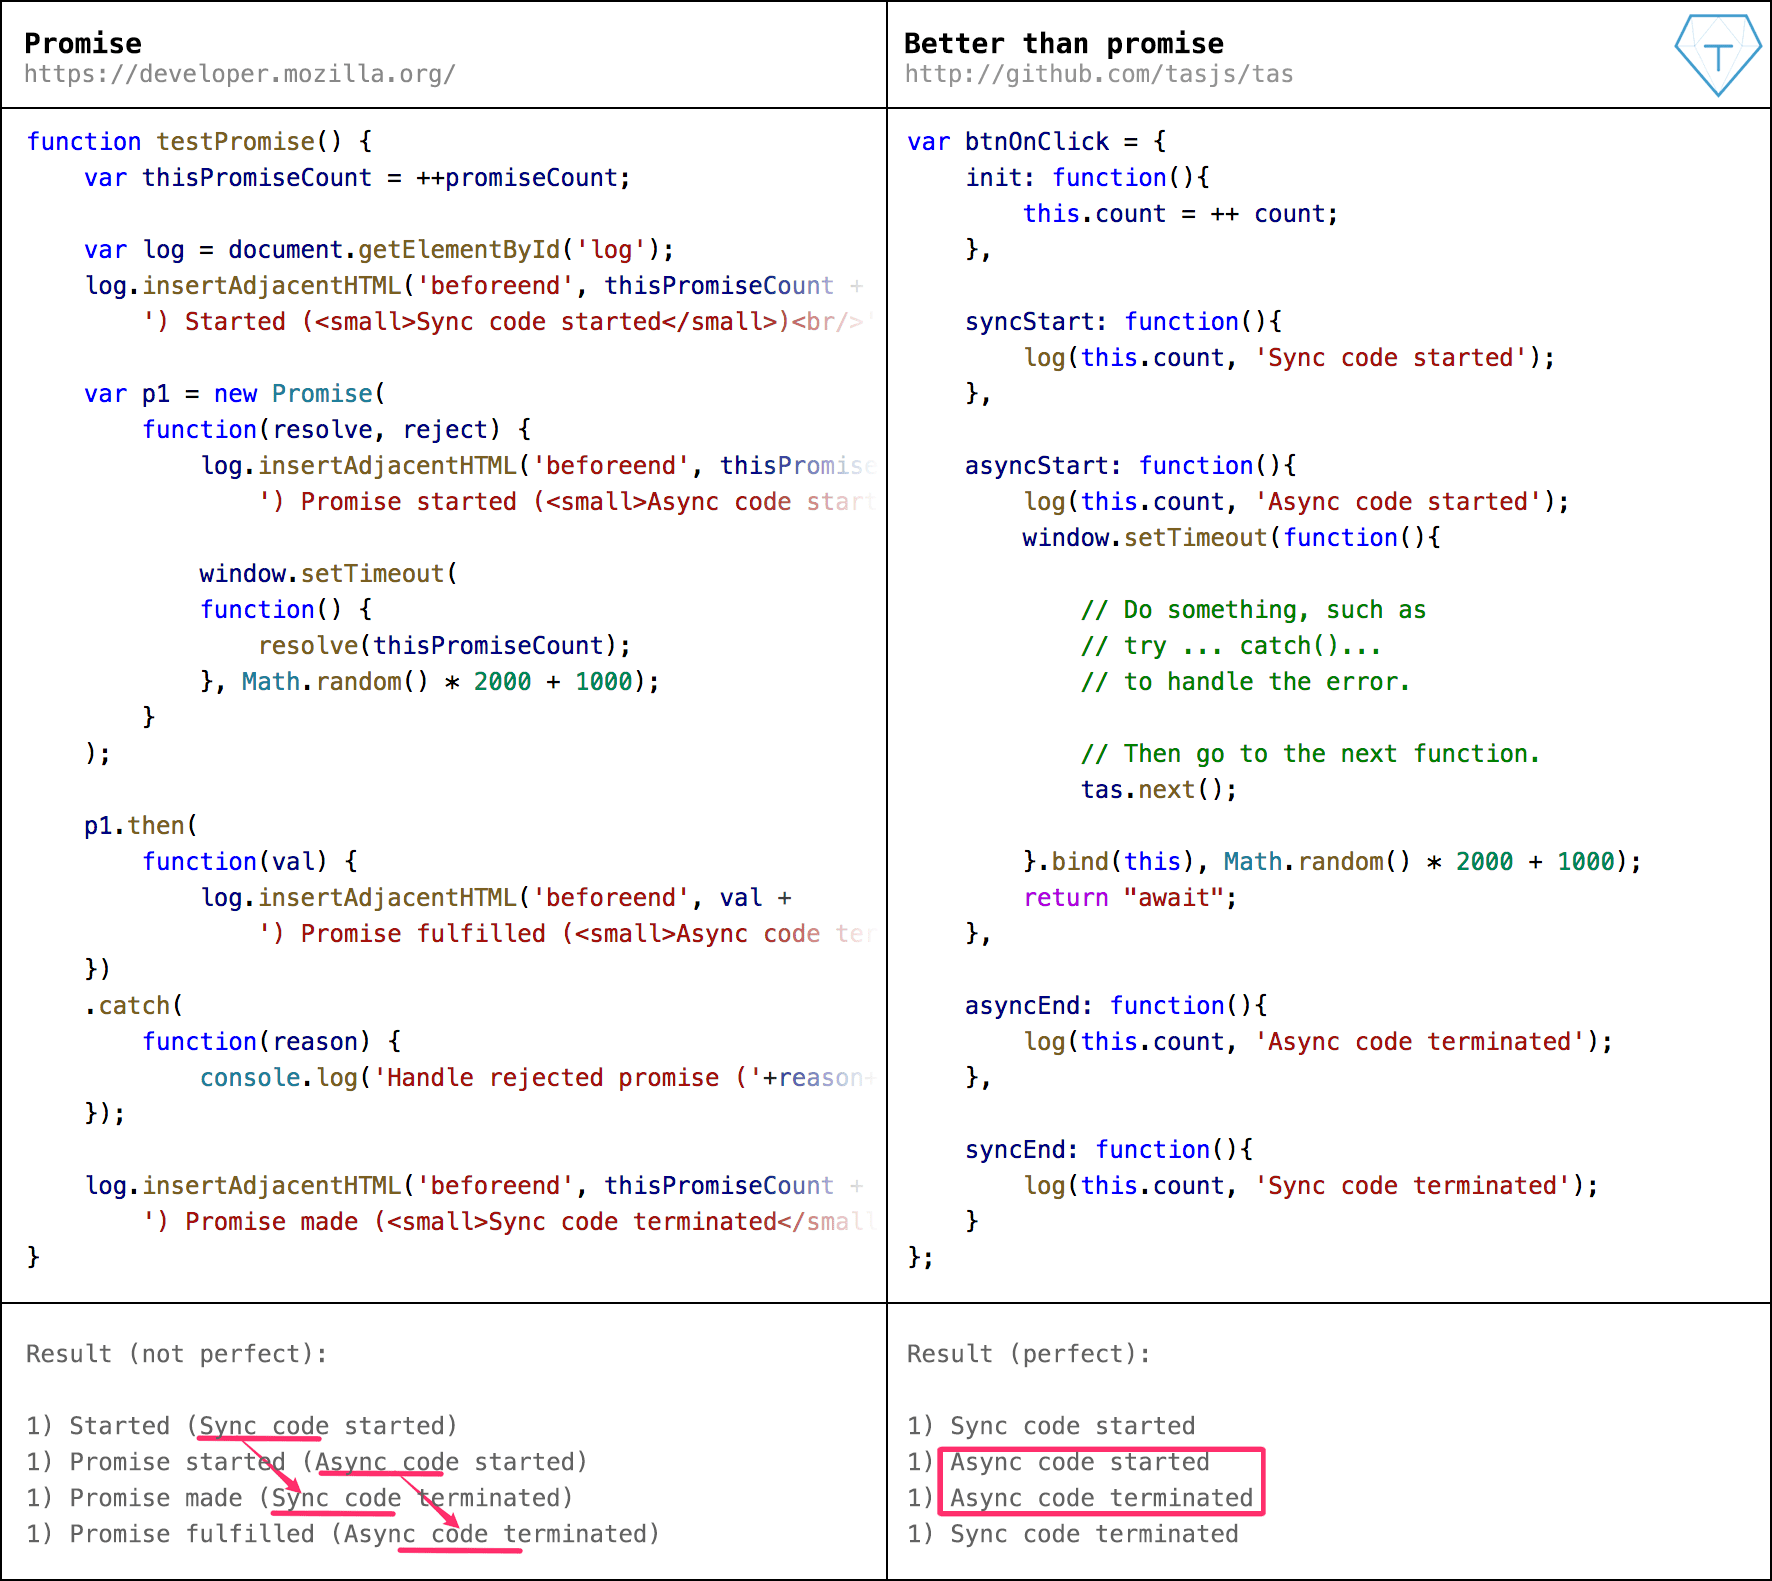 Promise
https://developer.mozilla.org/
function testPromise() {
var thisPromiseCount = ++promiseCount;
var log = document.getElementById('log');
log.insertAdjacentHTML('beforeend', thisPromiseCount +
') Started (<small>Sync code started</small>)<br/>'
var p1 = new Promise(
function(resolve, reject) {
log.insertAdjacentHTML('beforeend', thisPromise
') Promise started (<small>Async code start
window.setTimeout(
function() {
resolve(thisPromiseCount);
}, Math.random() * 2000 + 1000);
}
);
p1.then(
function(val) {
log.insertAdjacentHTML('beforeend', val +
') Promise fulfilled (<small>Async code ter
})
.catch(
function(reason) {
console.log('Handle rejected promise ('+reason+
});
log.insertAdjacentHTML('beforeend', thisPromiseCount +
') Promise made (<small>Sync code terminated</small
}
Result (not perfect):
1) Started (Sync code started)
1) Promise started (Async code started)
1) Promise made (Sync code terminated)
1) Promise fulfilled (Async code terminated)
Better than promise
http://github.com/tasjs/tas
T
var btnOnClick = {
init: function(){
this.count = ++ count;
},
syncStart: function(){
log(this.count, 'Sync code started');
},
asyncStart: function(){
log(this.count, 'Async code started');
window.setTimeout(function(){
// Do something, such as
// try ... catch()...
// to handle the error.
// Then go to the next function.
tas.next();
}.bind(this), Math.random() * 2000 + 1000);
return "await";
},
asyncEnd: function(){
log(this.count, 'Async code terminated');
},
syncEnd: function(){
log(this.count, 'Sync code terminated');
}
};
Result (perfect):
1) Sync code started
1) Async code started
1) Async code terminated
1) Sync code terminated